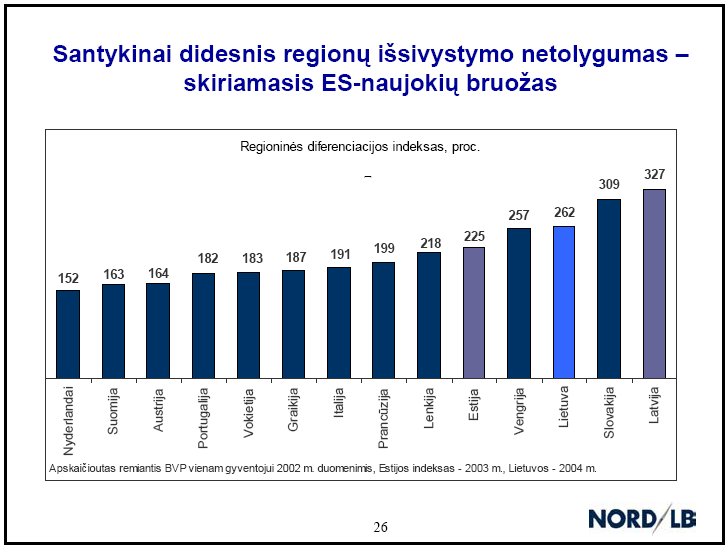 Santykinai didesnis regionų išsivystymo netolygumas –
skiriamasis ES-naujokių bruožas
Regioninės diferenciacijos indeksas, proc.
–
152
163
164
182
183
187
191
199
218
225
257
262
309
327
Nyderlandai
Suomija
Austrija
Portugalija
Vokietija
Graikija
Italija
Prancūzija
Lenkija
Estija
Vengrija
Lietuva
Slovakija
Latvija
Apskaičioutas remiantis BVP vienam gyventojui 2002 m. duomenimis, Estijos indeksas - 2003 m., Lietuvos - 2004 m.
26
NORD/LB